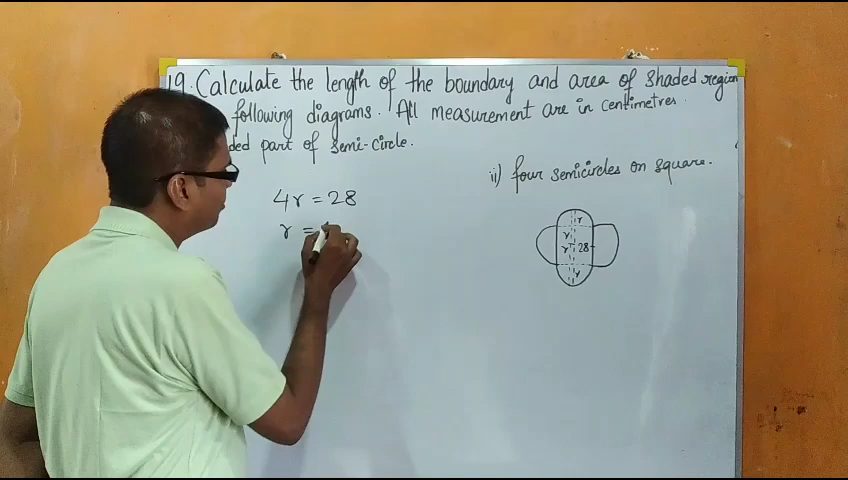 19. Calculate the length of the boundary and area of shaded region
following diagrams. All measurement are in centimetres.
part of semi-circle.
ii) four semicircles on square.
4r = 28
r =
r
r
r 28
r